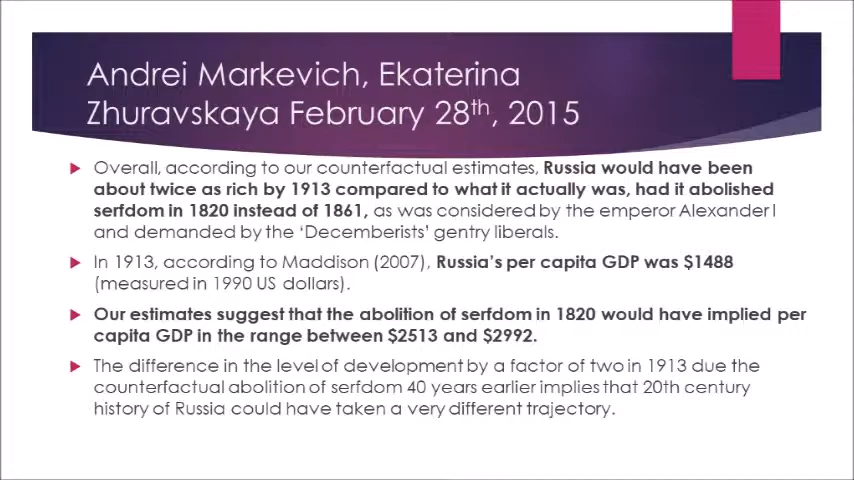 Andrei Markevich, Ekaterina
Zhuravskaya February 28th, 2015
Overall, according to our counterfactual estimates, Russia would have been
about twice as rich by 1913 compared to what it actually was, had it abolished
serfdom in 1820 instead of 1861, as was considered by the emperor Alexander I
and demanded by the ‘Decemberists’ gentry liberals.
In 1913, according to Maddison (2007), Russia’s per capita GDP was $1488
(measured in 1990 US dollars).
Our estimates suggest that the abolition of serfdom in 1820 would have implied per
capita GDP in the range between $2513 and $2992.
The difference in the level of development by a factor of two in 1913 due the
counterfactual abolition of serfdom 40 years earlier implies that 20th century
history of Russia could have taken a very different trajectory.